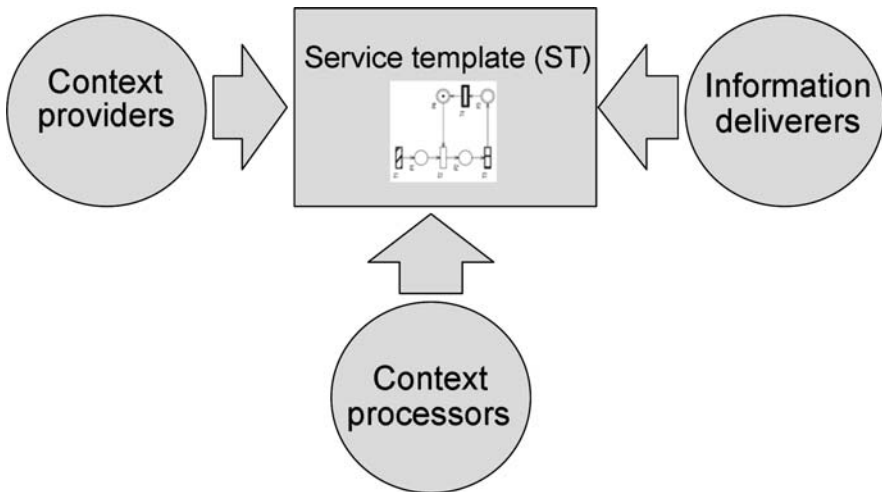 Context
providers
Service template (ST)
Information
deliverers
Context
processors